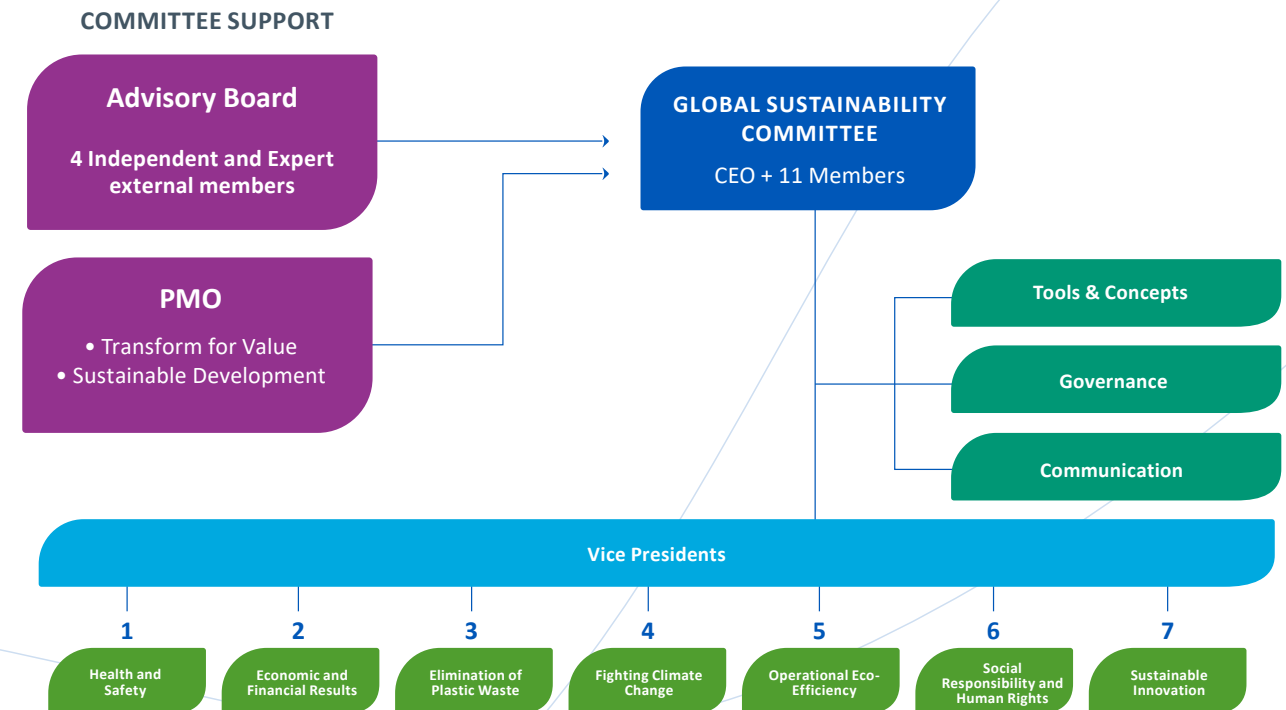 COMMITTEE SUPPORT
Advisory Board
4 Independent and Expert
external members
PMO
• Transform for Value
• Sustainable Development
GLOBAL SUSTAINABILITY
COMMITTEE
CEO + 11 Members
Tools & Concepts
Governance
Communication
Vice Presidents
1
Health and
Safety
2
Economic and
Financial Results
3
Elimination of
Plastic Waste
4
Fighting Climate
Change
5
Operational Eco-
Efficiency
6
Social
Responsibility and
Human Rights
7
Sustainable
Innovation